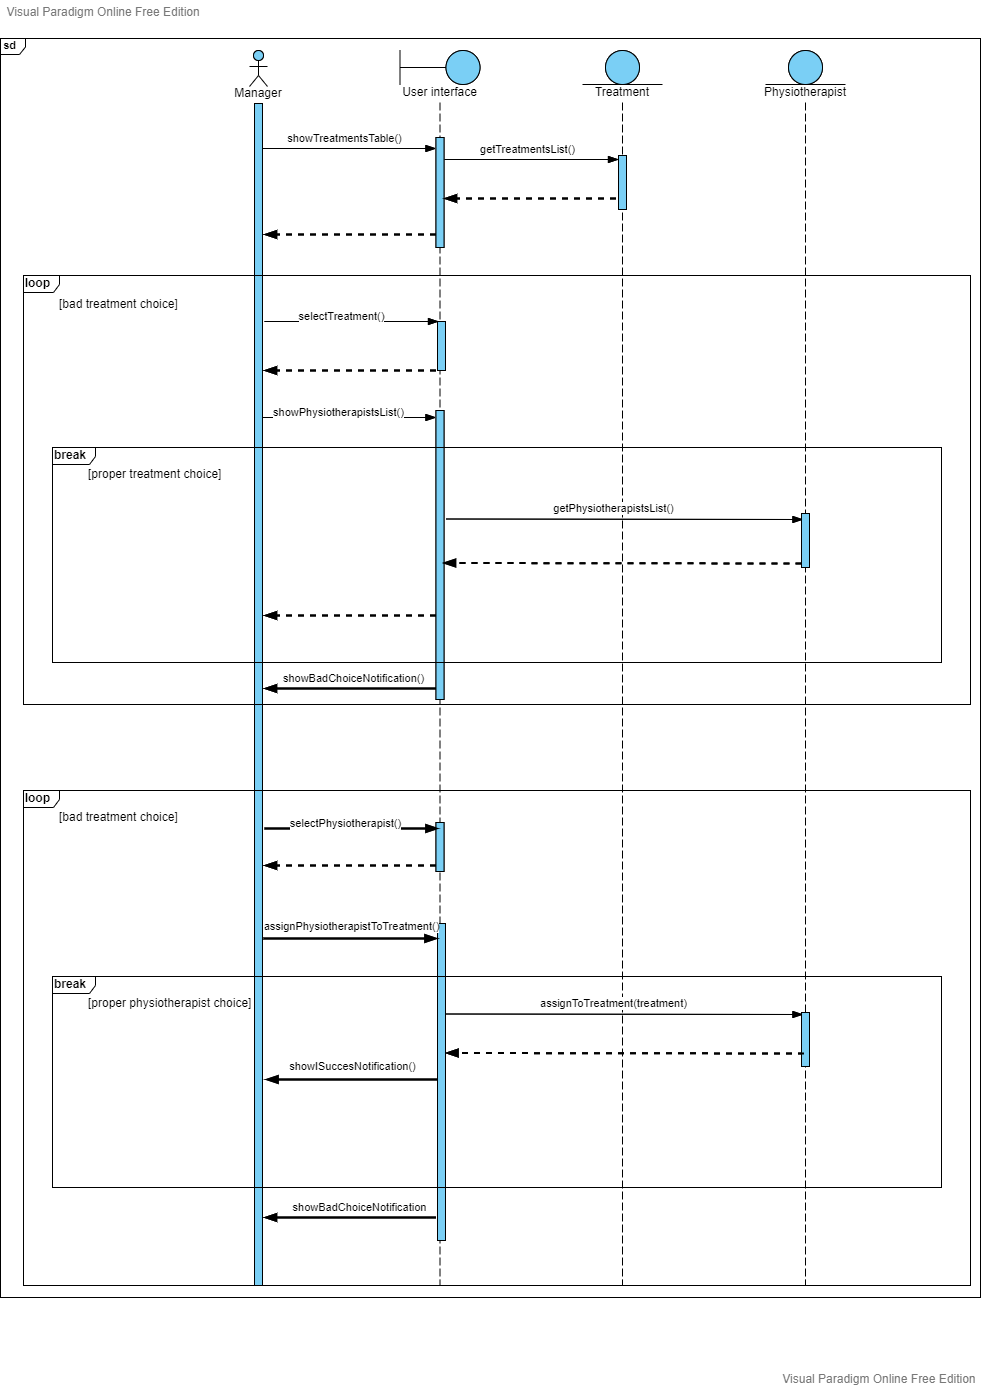 Visual Paradigm Online Free Edition
sd
Manager
User interface
Treatment
Physiotherapist
showTreatmentsTable()
getTreatmentsList()
loop
[bad treatment choice]
selectTreatment()
showPhysiotherapistsList()
break
[proper treatment choice]
getPhysiotherapistsList()
showBadChoiceNotification()
loop
[bad treatment choice]
selectPhysiotherapist()
assignPhysiotherapistToTreatment()
break
[proper physiotherapist choice]
assignToTreatment(treatment)
showISuccesNotification()
showBadChoiceNotification
Visual Paradigm Online Free Edition